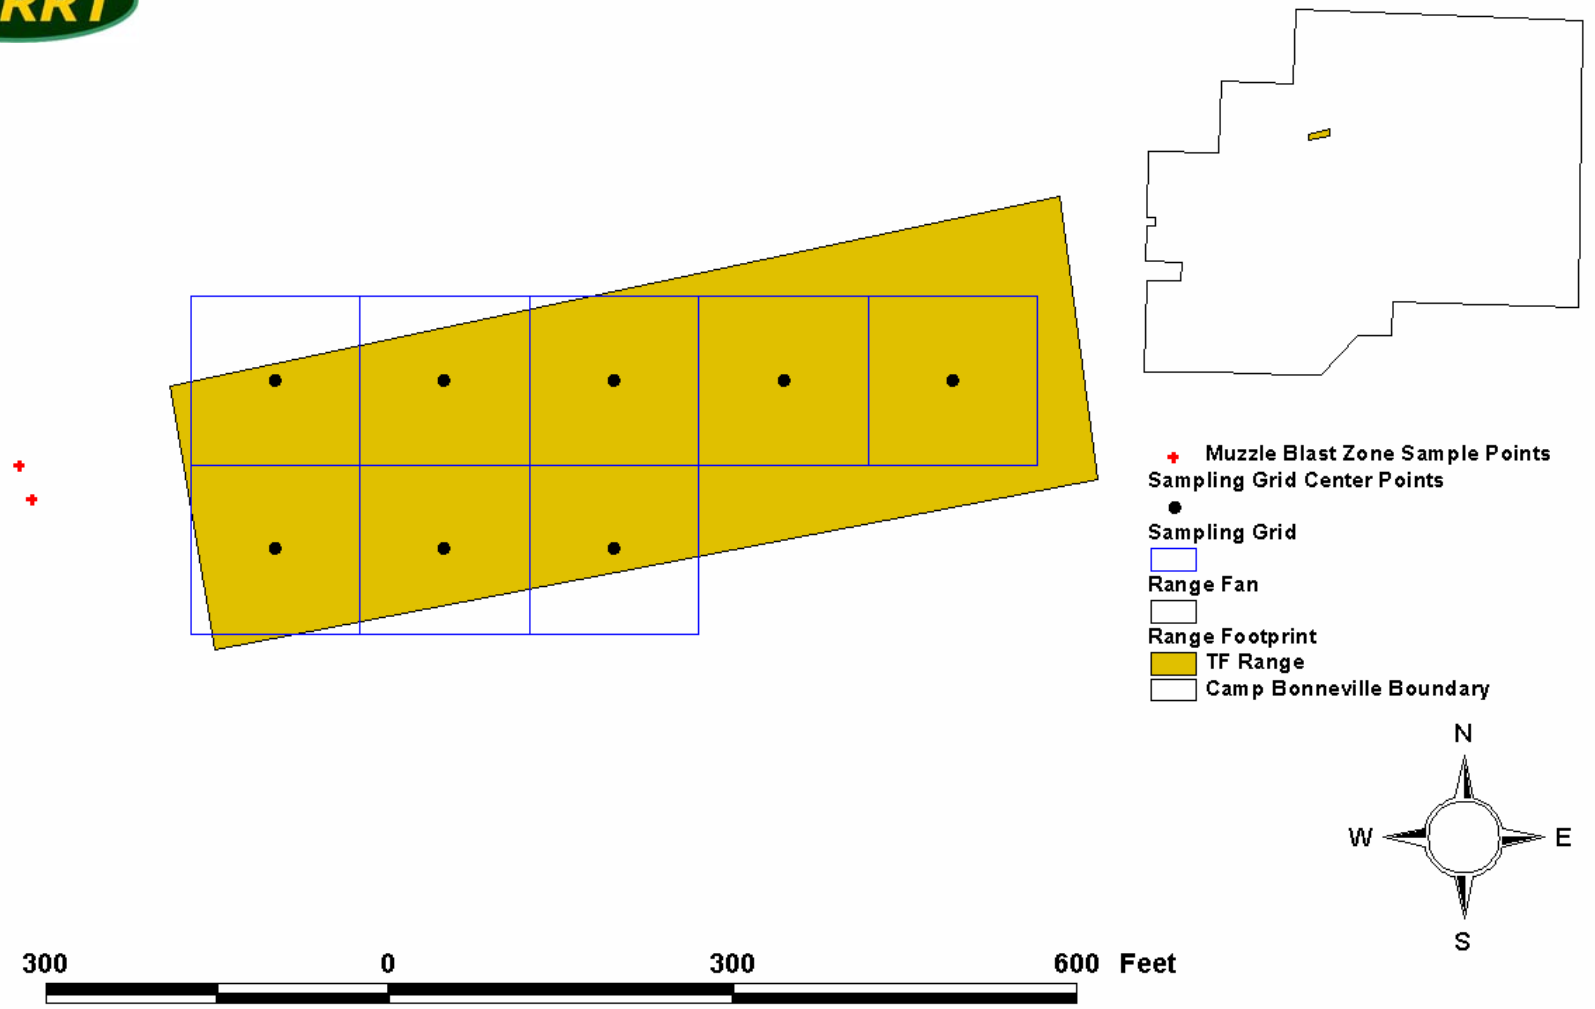 RRT
Muzzle Blast Zone Sample Points
Sampling Grid Center Points
Sampling Grid
Range Fan
Range Footprint
TF Range
Camp Bonneville Boundary
N
W E
S
300 0 300 600 Feet